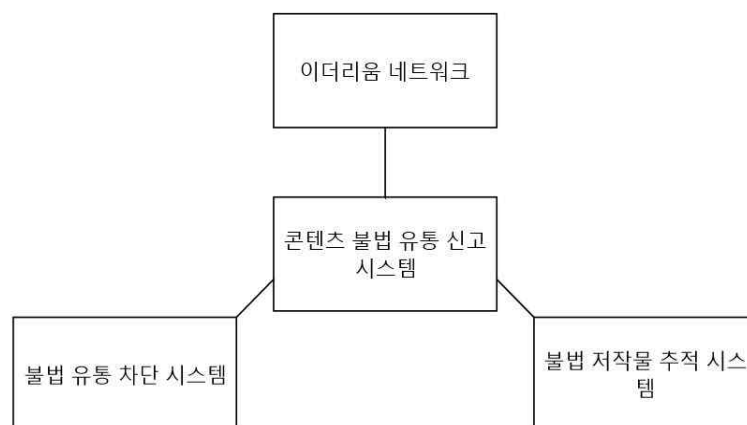 이더리움 네트워크
콘텐츠 불법 유통 신고
시스템
불법 유통 차단 시스템
불법 저작물 추적 시스
템